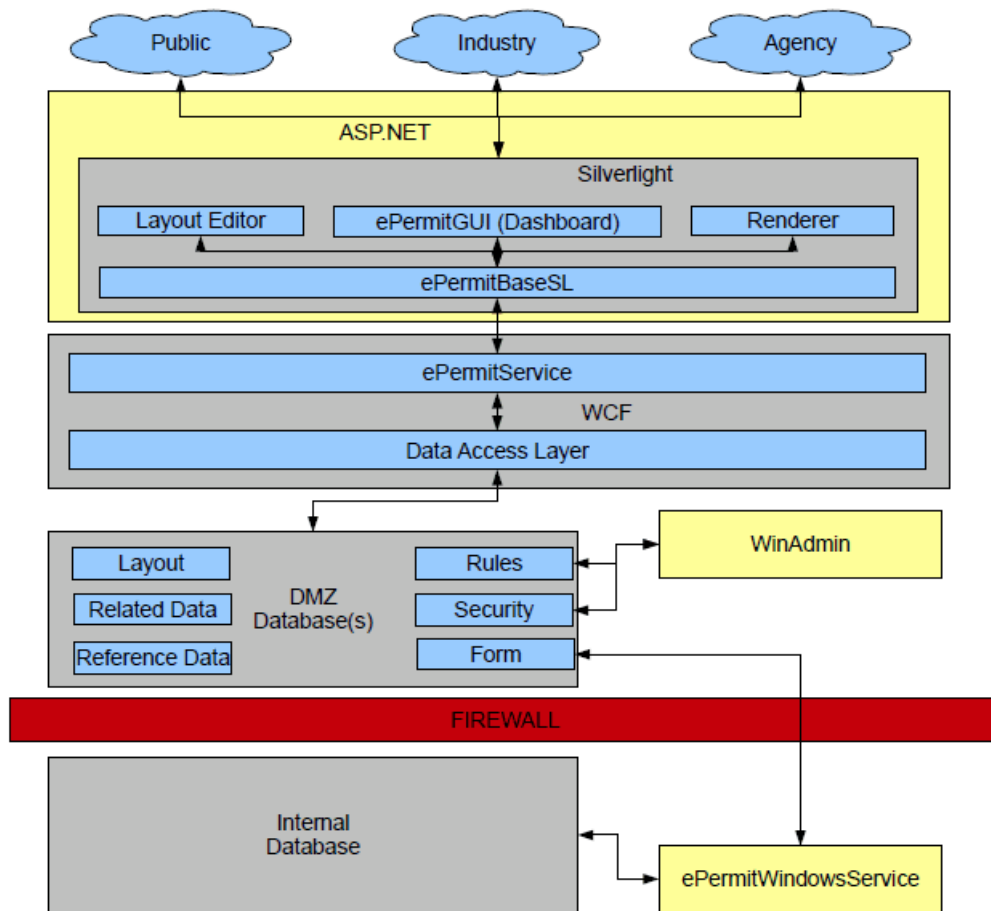 Public
Industry
Agency
ASP.NET
Silverlight
Layout Editor
ePermitGUI (Dashboard)
Renderer
ePermitBaseSL
ePermitService
WCF
Data Access Layer
Layout
Rules
WinAdmin
DMZ
Database(s)
Related Data
Security
Reference Data
Form
FIREWALL
Internal
Database
ePermitWindowsService